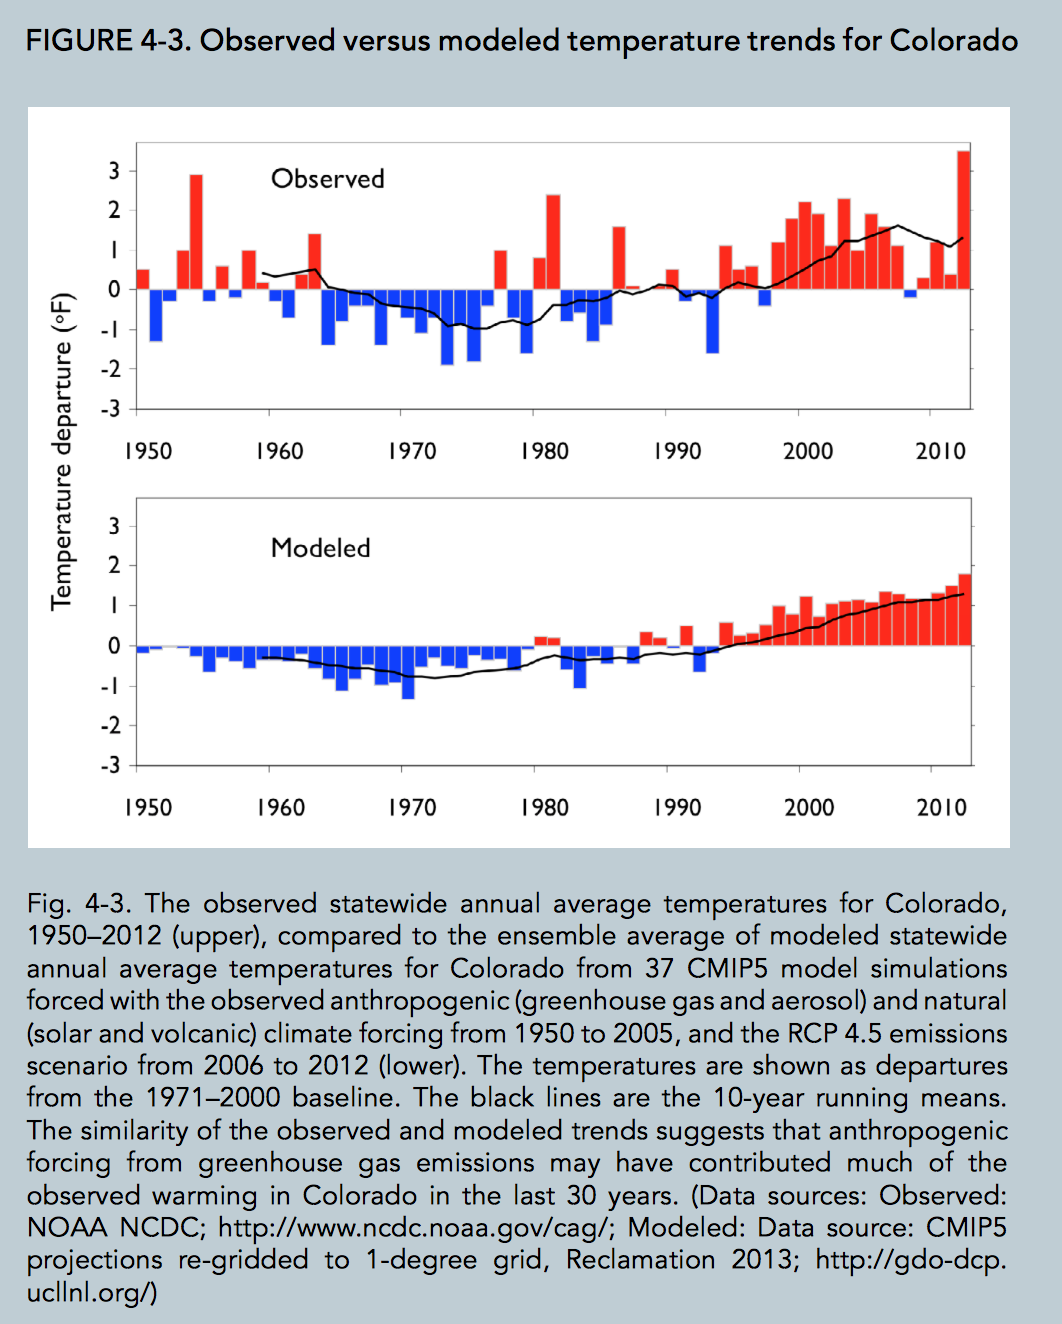 FIGURE 4-3. Observed versus modeled temperature trends for Colorado
Temperature departure (°F)
Observed
3
2
1
0
-1
-2
-3
1950 1960 1970 1980 1990 2000 2010
Modeled
3
2
1
0
-1
-2
-3
1950 1960 1970 1980 1990 2000 2010
Fig. 4-3. The observed statewide annual average temperatures for Colorado,
1950–2012 (upper), compared to the ensemble average of modeled statewide
annual average temperatures for Colorado from 37 CMIP5 model simulations
forced with the observed anthropogenic (greenhouse gas and aerosol) and natural
(solar and volcanic) climate forcing from 1950 to 2005, and the RCP 4.5 emissions
scenario from 2006 to 2012 (lower). The temperatures are shown as departures
from the 1971–2000 baseline. The black lines are the 10-year running means.
The similarity of the observed and modeled trends suggests that anthropogenic
forcing from greenhouse gas emissions may have contributed much of the
observed warming in Colorado in the last 30 years. (Data sources: Observed:
NOAA NCDC; http://www.ncdc.noaa.gov/cag/; Modeled: Data source: CMIP5
projections re-gridded to 1-degree grid, Reclamation 2013; http://gdo-dcp.
ucllnl.org/)